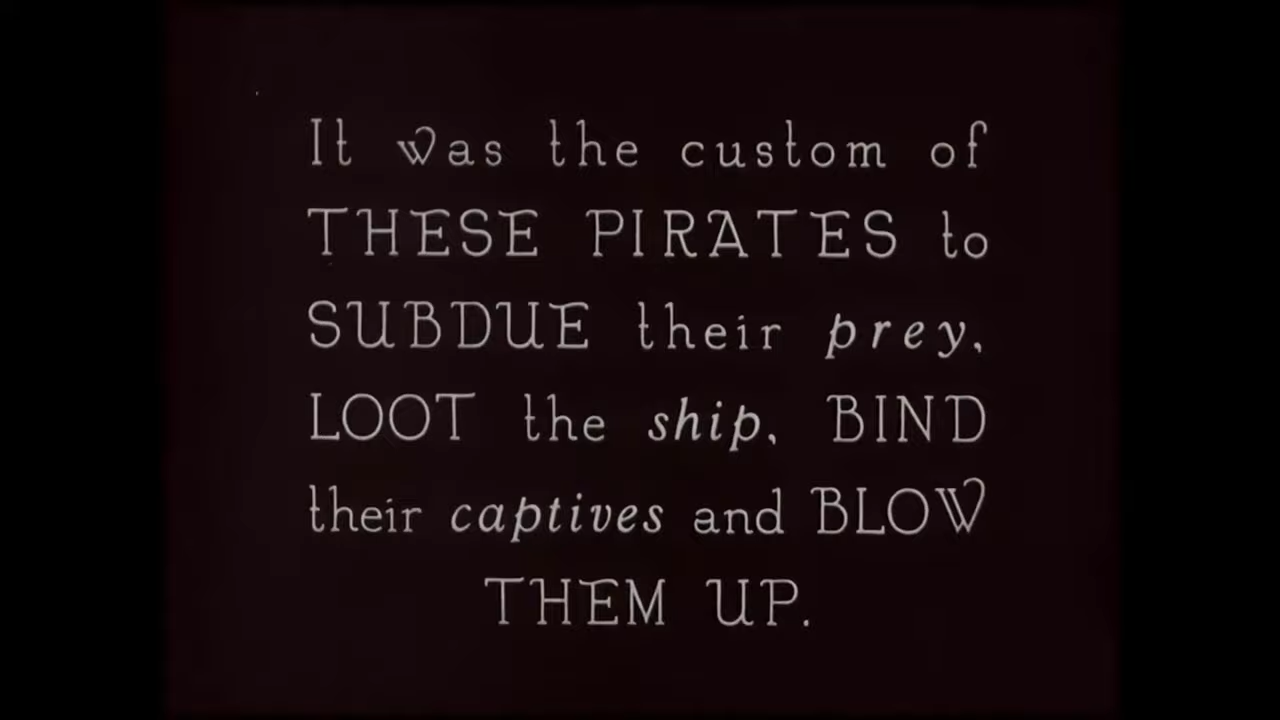 It was the custom of
THESE PIRATES to
SUBDUE their prey,
LOOT the ship, BIND
their captives and BLOW
THEM UP.